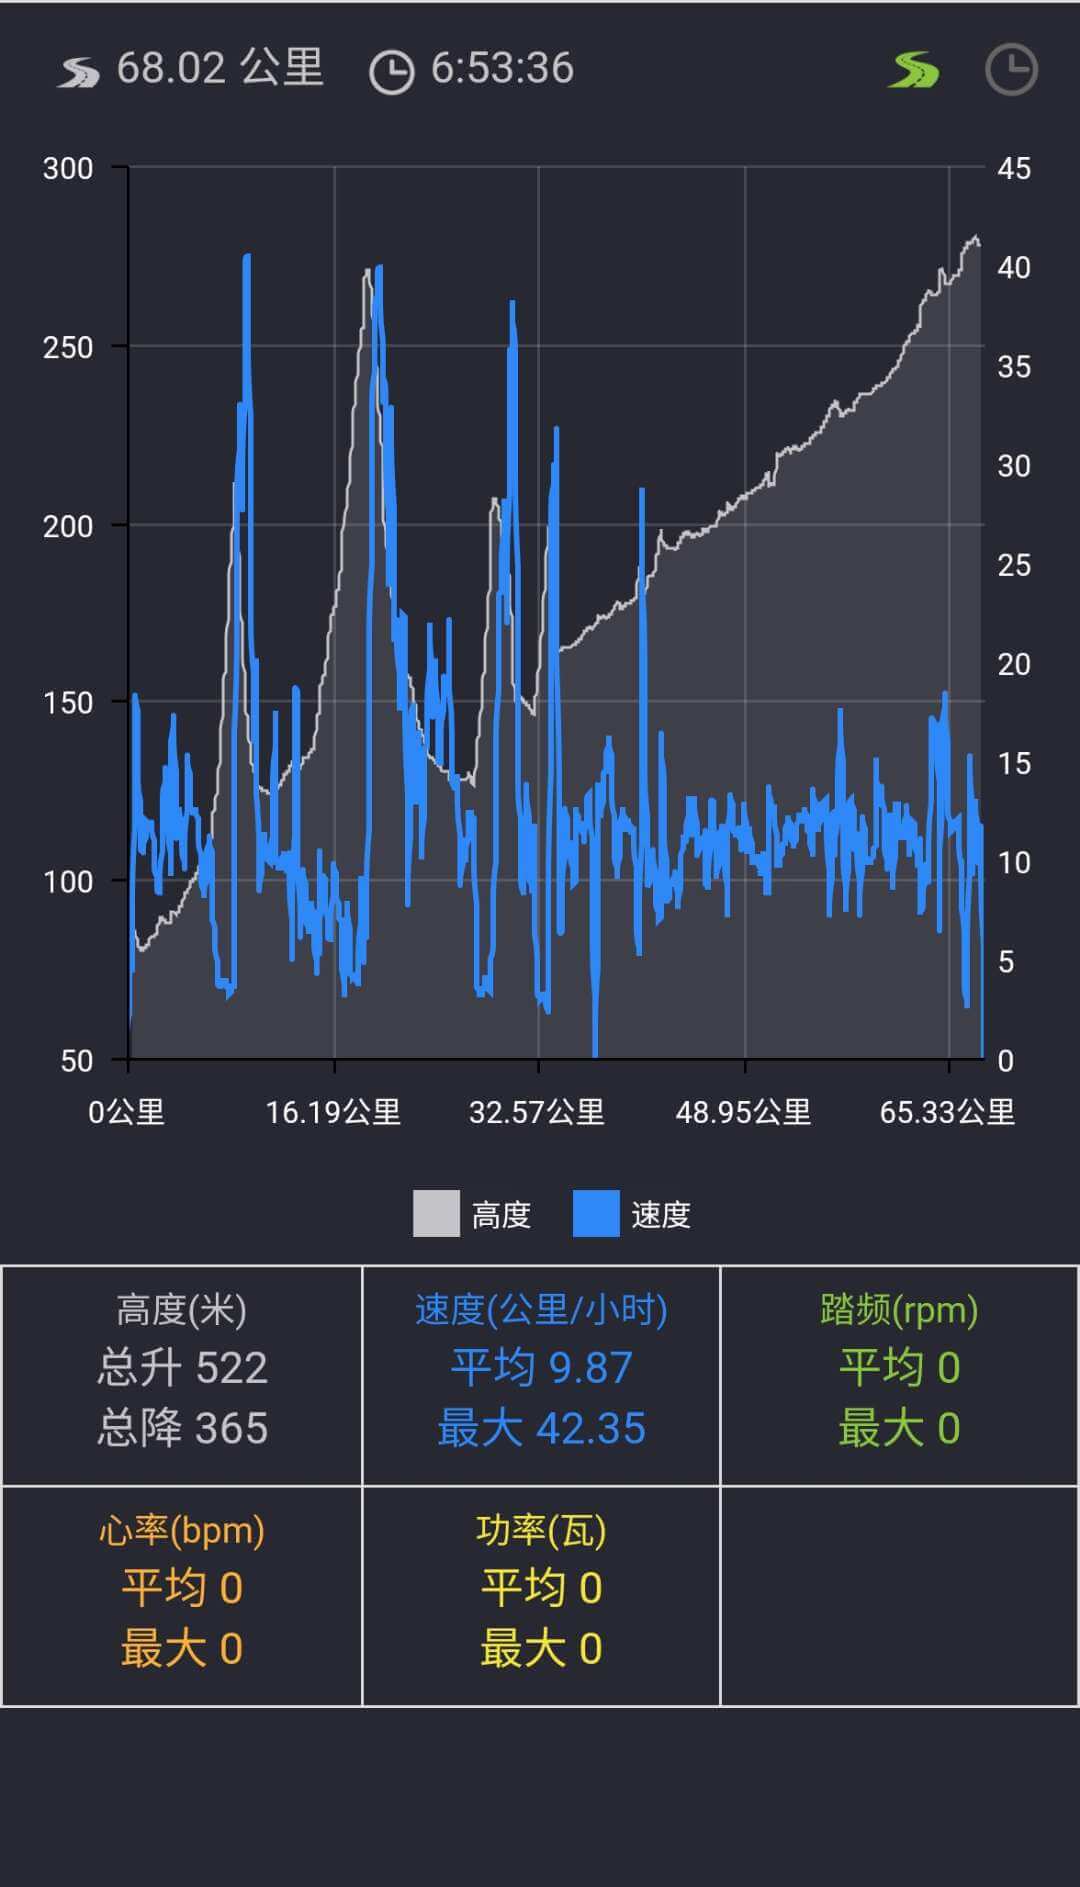 68.02 公里 6:53:36
300 45
40
250 35
30
200 25
20
150 15
100 10
5
50 0
0公里 16.19公里 32.57公里 48.95公里 65.33公里
高度 速度
高度(米)
总升 522
总降 365
速度(公里/小时)
平均 9.87
最大 42.35
踏频(rpm)
平均 0
最大 0
心率(bpm)
平均 0
最大 0
功率(瓦)
平均 0
最大 0